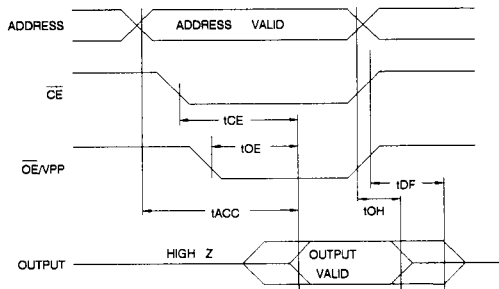 ADDRESS
ADDRESS VALID
CE
tCE
tOE
OE/VPP
tDF
tACC
tOH
HIGH Z
OUTPUT
OUTPUT
VALID